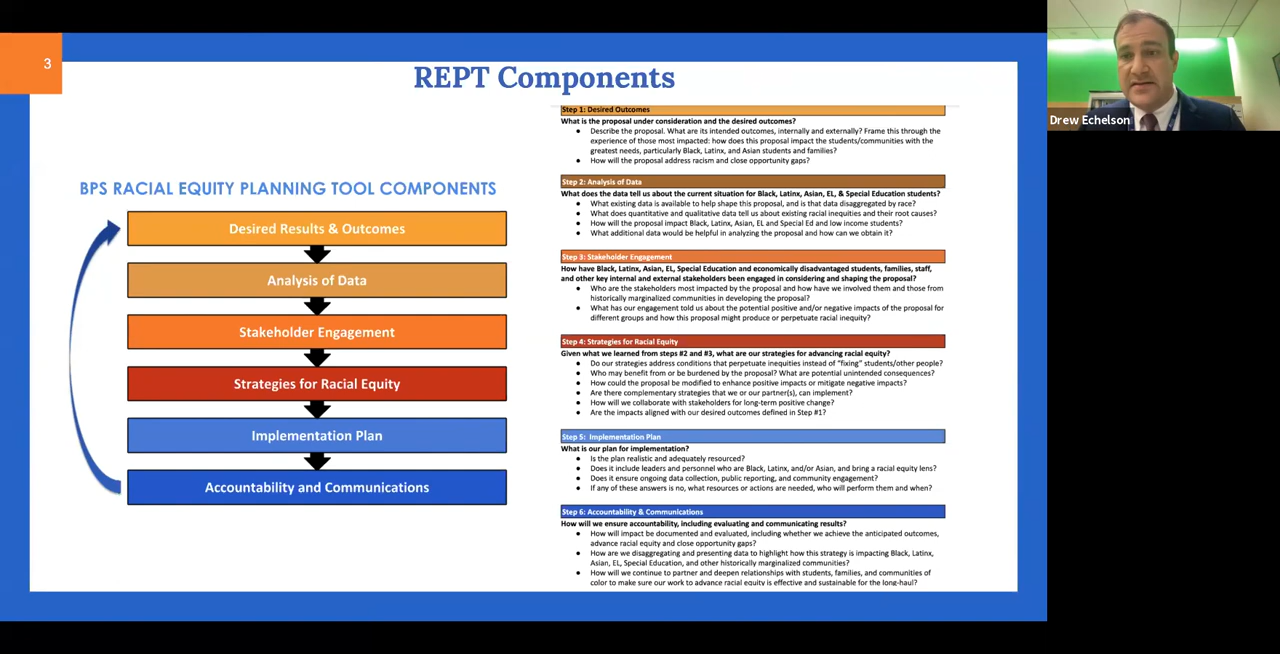 3
REPT Components
BPS RACIAL EQUITY PLANNING TOOL COMPONENTS
Desired Results & Outcomes
Analysis of Data
Stakeholder Engagement
Strategies for Racial Equity
Implementation Plan
Accountability and Communications
Step 1: Desired Outcomes
What is the proposal under consideration and the desired outcomes?
● Describe the proposal. What are its intended outcomes, internally and externally? Frame this through the
experience of those most impacted: how does this proposal impact the students/communities with the
greatest needs, particularly Black, Latinx, and Asian students and families?
● How will the proposal address racism and close opportunity gaps?
Step 2: Analysis of Data
What does the data tell us about the current situation for Black, Latinx, Asian, EL, & Special Education students?
● What existing data is available to help shape this proposal, and is that data disaggregated by race?
● What does quantitative and qualitative data tell us about existing racial inequities and their root causes?
● How will the proposal impact Black, Latinx, Asian, EL and Special Ed and low income students?
● What additional data would be helpful in analyzing the proposal and how can we obtain it?
Step 3: Stakeholder Engagement
How have Black, Latinx, Asian, EL, Special Education and economically disadvantaged students, families, staff,
and other key internal and external stakeholders been engaged in considering and shaping the proposal?
● Who are the stakeholders most impacted by the proposal and how have we involved them and those from
historically marginalized communities in developing the proposal?
● What has our engagement told us about the potential positive and/or negative impacts of the proposal for
different groups and how this proposal might produce or perpetuate racial inequity?
Step 4: Strategies for Racial Equity
Given what we learned from steps #2 and #3, what are our strategies for advancing racial equity?
● Do our strategies address conditions that perpetuate inequities instead of “fixing” students/other people?
● Who may benefit from or be burdened by the proposal? What are potential unintended consequences?
● How could the proposal be modified to enhance positive impacts or mitigate negative impacts?
● Are there complementary strategies that we or our partner(s), can implement?
● How will we collaborate with stakeholders for long-term positive change?
● Are the impacts aligned with our desired outcomes defined in Step #1?
Step 5: Implementation Plan
What is our plan for implementation?
● Is the plan realistic and adequately resourced?
● Does it include leaders and personnel who are Black, Latinx, and/or Asian, and bring a racial equity lens?
● Does it ensure ongoing data collection, public reporting, and community engagement?
● If any of these answers is no, what resources or actions are needed, who will perform them and when?
Step 6: Accountability & Communications
How will we ensure accountability, including evaluating and communicating results?
● How will impact be documented and evaluated, including whether we achieve the anticipated outcomes,
advance racial equity and close opportunity gaps?
● How are we disaggregating and presenting data to highlight how this strategy is impacting Black, Latinx,
Asian, EL, Special Education, and other historically marginalized communities?
● How will we continue to partner and deepen relationships with students, families, and communities of
color to make sure our work to advance racial equity is effective and sustainable for the long-haul?
Drew Echelson